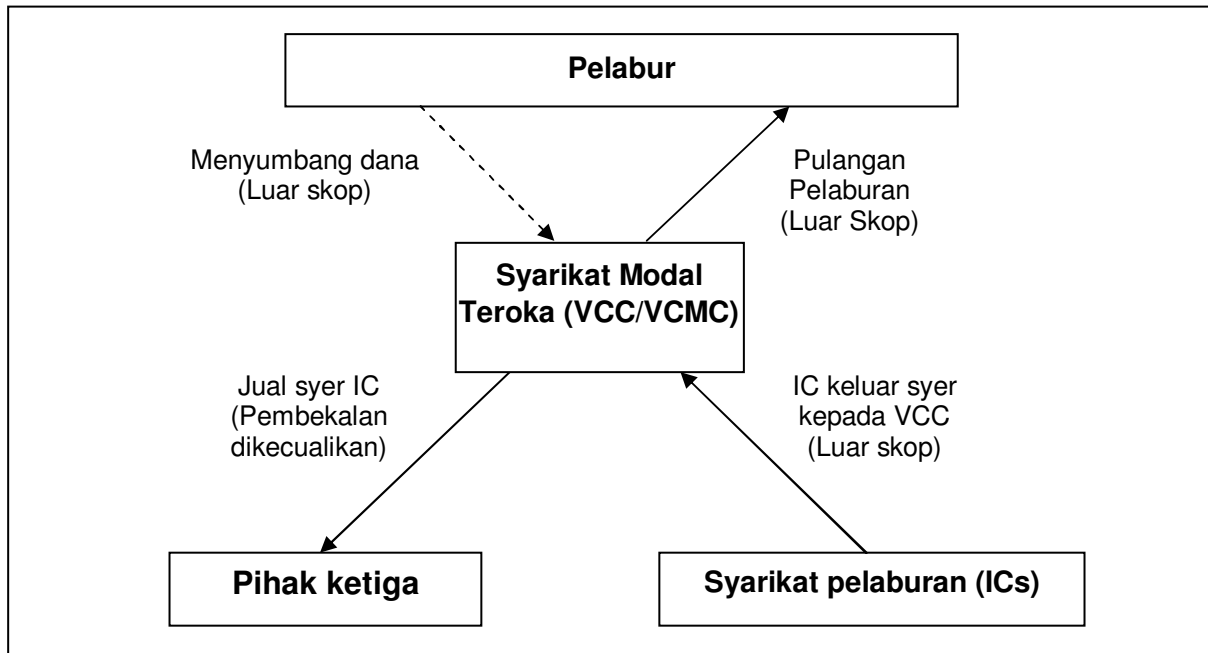 Pelabur
Menyumbang dana
(Luar skop)
Pulangan
Pelaburan
(Luar Skop)
Syarikat Modal
Teroka (VCC/VCMC)
Jual syer IC
(Pembekalan
dikecualikan)
IC keluar syer
kepada VCC
(Luar skop)
Pihak ketiga
Syarikat pelaburan (ICs)